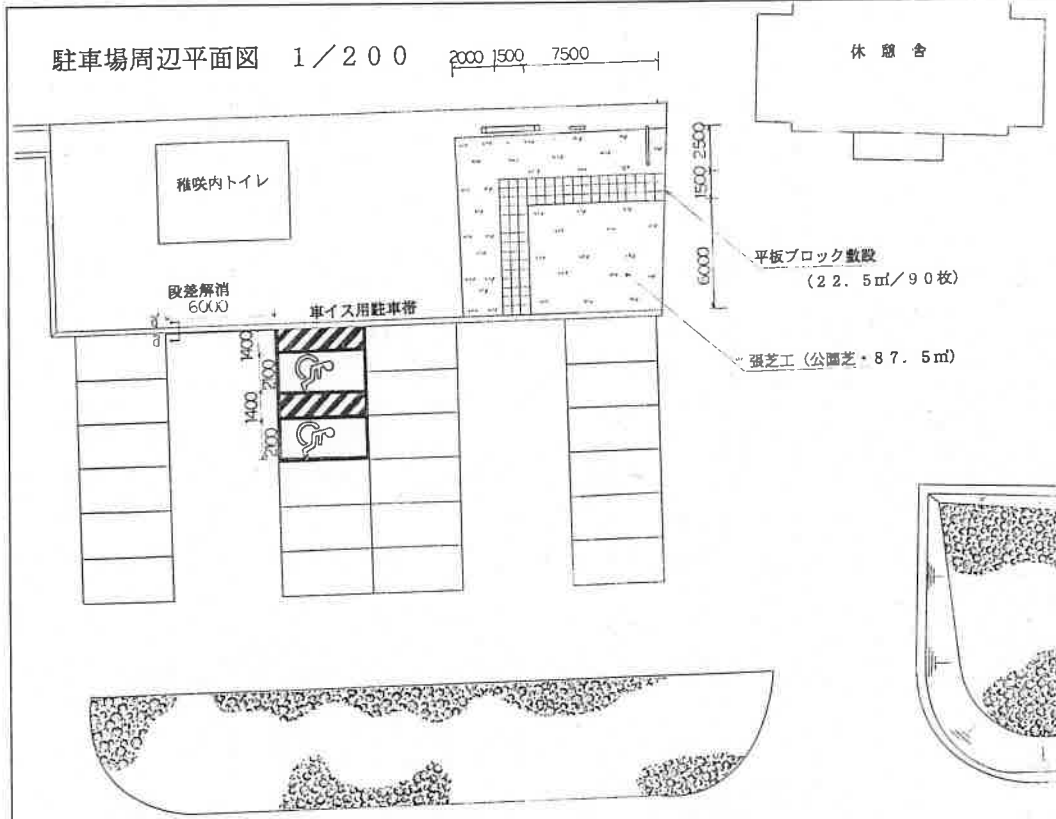 駐車場周辺平面図 1/200
2000 1500 7500
休憩舎
稚咲内トイレ
2500
1500
6000
平板ブロック敷設
(22.5㎡/90枚)
段差解消
6000
車イス用駐車帯
張芝工(公園芝・87.5㎡)
1400
2100
1400
2100